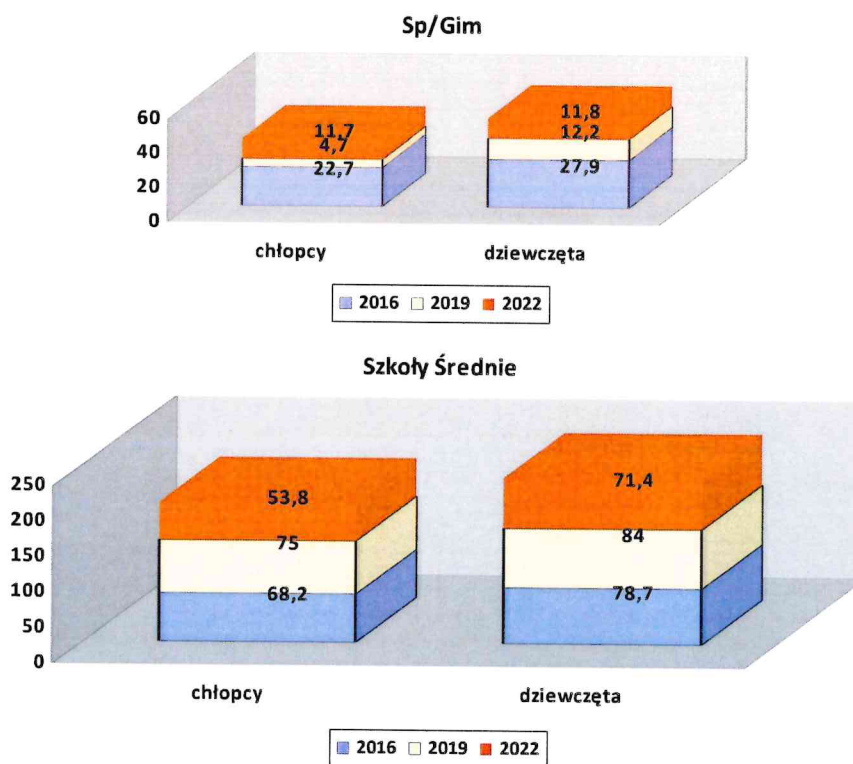 Sp/Gim
60
40
20
0
11,7
4,7
22,7
11,8
12,2
27,9
chłopcy
dziewczęta
2016 2019 2022
Szkoły Średnie
250
200
150
100
50
0
53,8
75
68,2
71,4
84
78,7
chłopcy
dziewczęta
2016 2019 2022